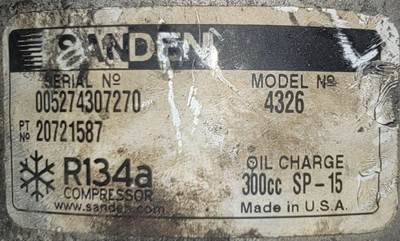 SANDEN
SERIAL Nº MODEL Nº
005274307270 4326
PT Nº 20721587
R134a OIL CHARGE
COMPRESSOR 300cc SP-15
www.sanden.com Made in U.S.A.